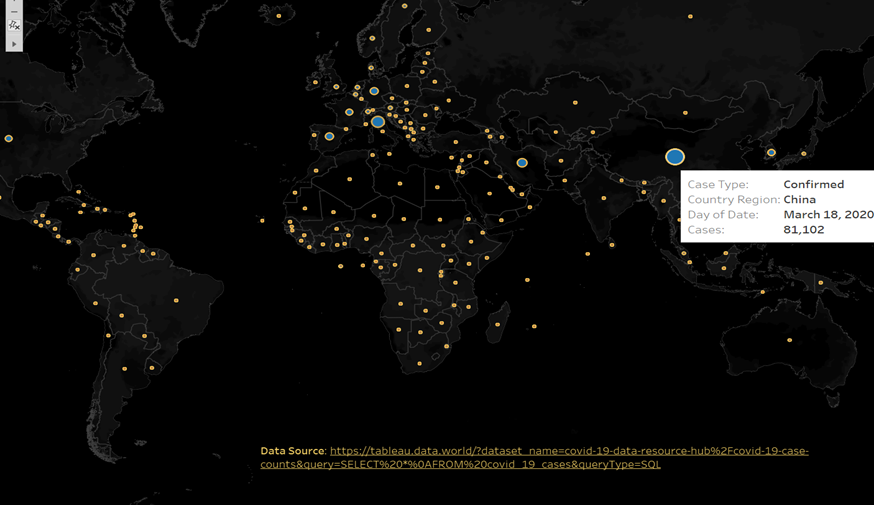 Case Type: Confirmed
Country Region: China
Day of Date: March 18, 2020
Cases: 81,102
Data Source: https://tableau.data.world/?dataset_name=covid-19-data-resource-hub%2Fcovid-19-case-
counts&query=SELECT%20*%0AFROM%20covid_19_cases&queryType=SQL